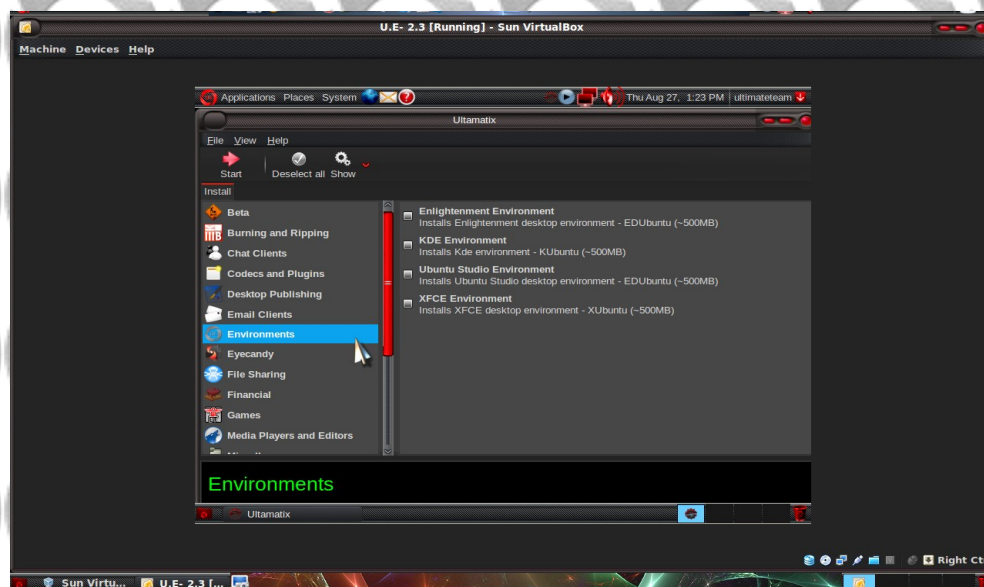 U.E- 2.3 [Running] - Sun VirtualBox
Machine Devices Help
Applications Places System
Thu Aug 27, 1:23 PM ultimateteam
Ultamatix
File View Help
Start Deselect all Show
Install
Beta
Burning and Ripping
Chat Clients
Codecs and Plugins
Desktop Publishing
Email Clients
Environments
Eyecandy
File Sharing
Financial
Games
Media Players and Editors
Enlightenment Environment
Installs Enlightenment desktop environment - EDUbuntu (~500MB)
KDE Environment
Installs Kde environment - KUbuntu (~500MB)
Ubuntu Studio Environment
Installs Ubuntu Studio desktop environment - EDUbuntu (~500MB)
XFCE Environment
Installs XFCE desktop environment - XUbuntu (~500MB)
Environments
Ultamatix
Right Ct
Sun Virtu... U.E- 2.3 [...